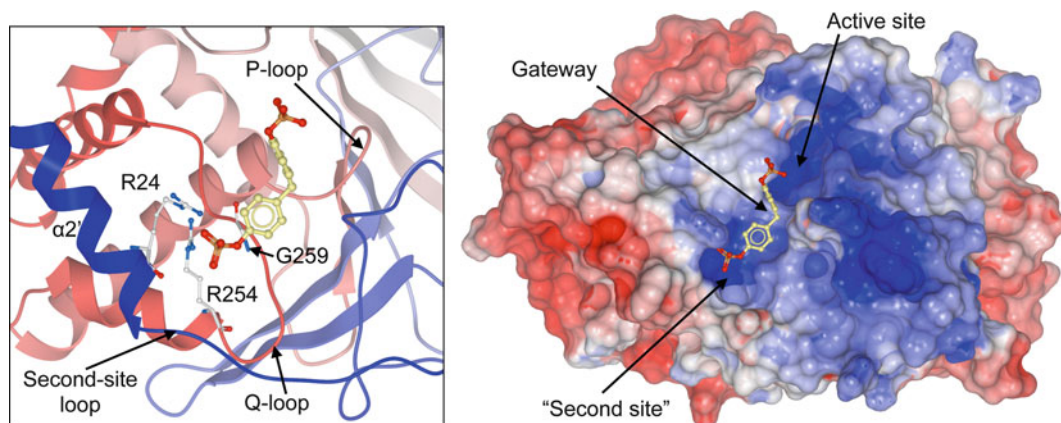 P-loop
R24
α2'
G259
R254
Second-site
loop
Q-loop
Active site
Gateway
"Second site"